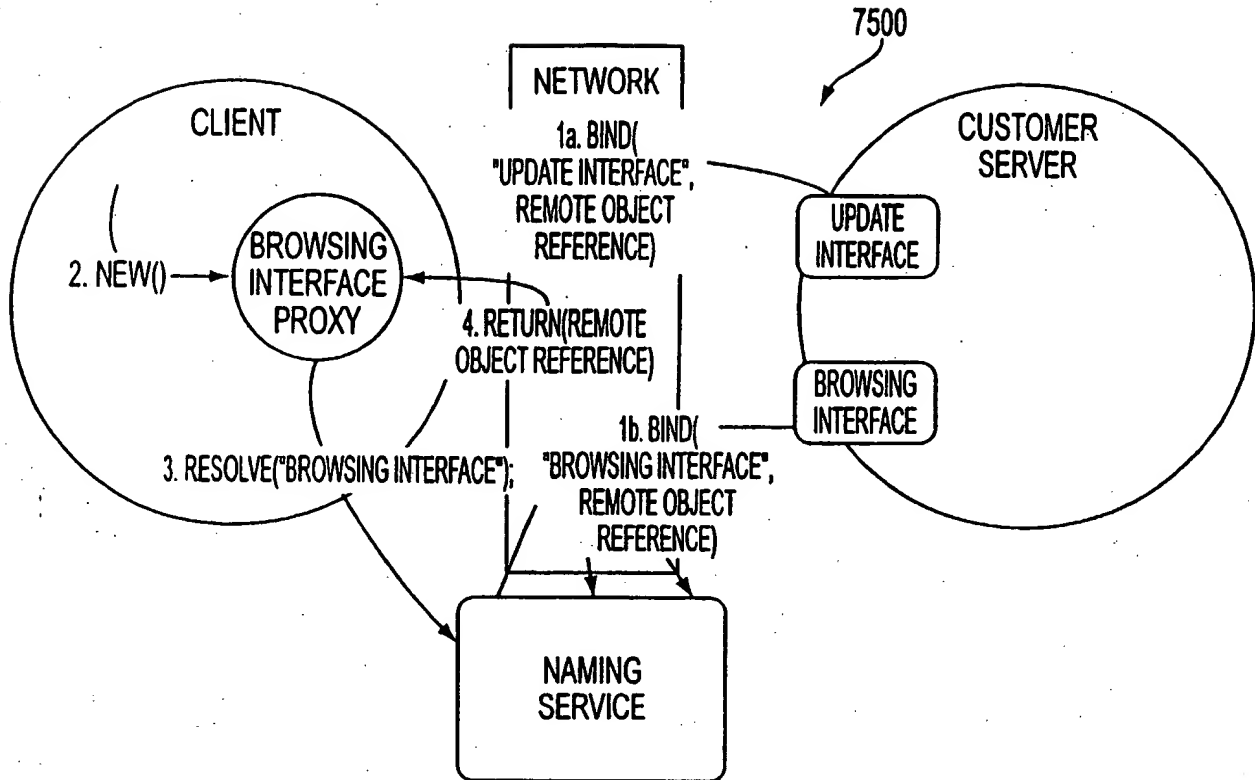 7500
NETWORK
CLIENT
1a. BIND(
"UPDATE INTERFACE",
REMOTE OBJECT
REFERENCE)
CUSTOMER
SERVER
UPDATE
INTERFACE
2. NEW()
BROWSING
INTERFACE
PROXY
4. RETURN(REMOTE
OBJECT REFERENCE)
BROWSING
INTERFACE
1b. BIND(
"BROWSING INTERFACE",
REMOTE OBJECT
REFERENCE)
3. RESOLVE("BROWSING INTERFACE");
NAMING
SERVICE